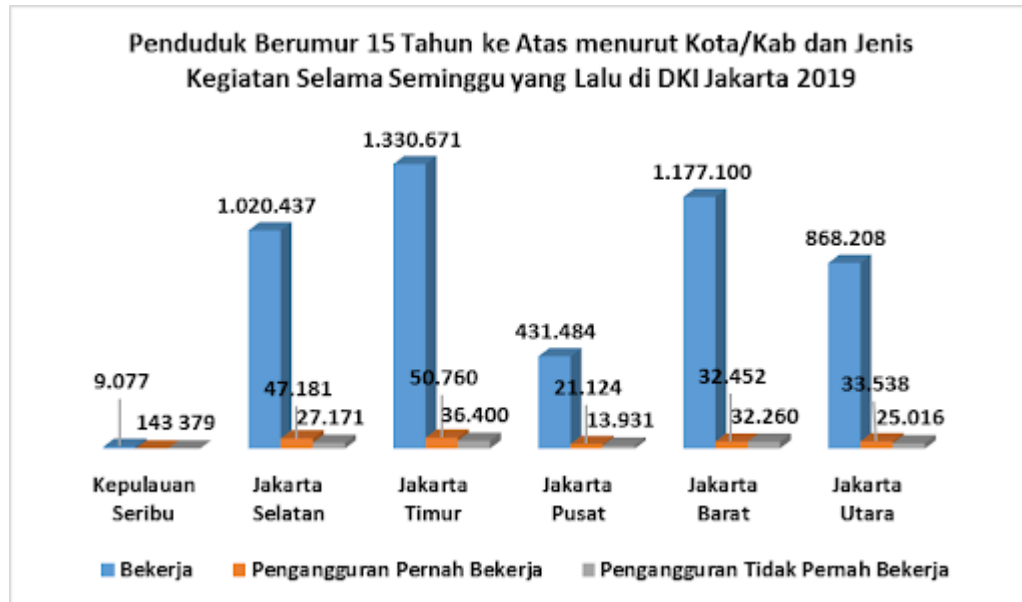 Penduduk Berumur 15 Tahun ke Atas menurut Kota/Kab dan Jenis
Kegiatan Selama Seminggu yang Lalu di DKI Jakarta 2019
9.077
143 379
1.020.437
47.181
27.171
1.330.671
50.760
36.400
431.484
21.124
13.931
1.177.100
32.452
32.260
868.208
33.538
25.016
Kepulauan
Seribu
Jakarta
Selatan
Jakarta
Timur
Jakarta
Pusat
Jakarta
Barat
Jakarta
Utara
Bekerja
Pengangguran Pernah Bekerja
Pengangguran Tidak Pernah Bekerja